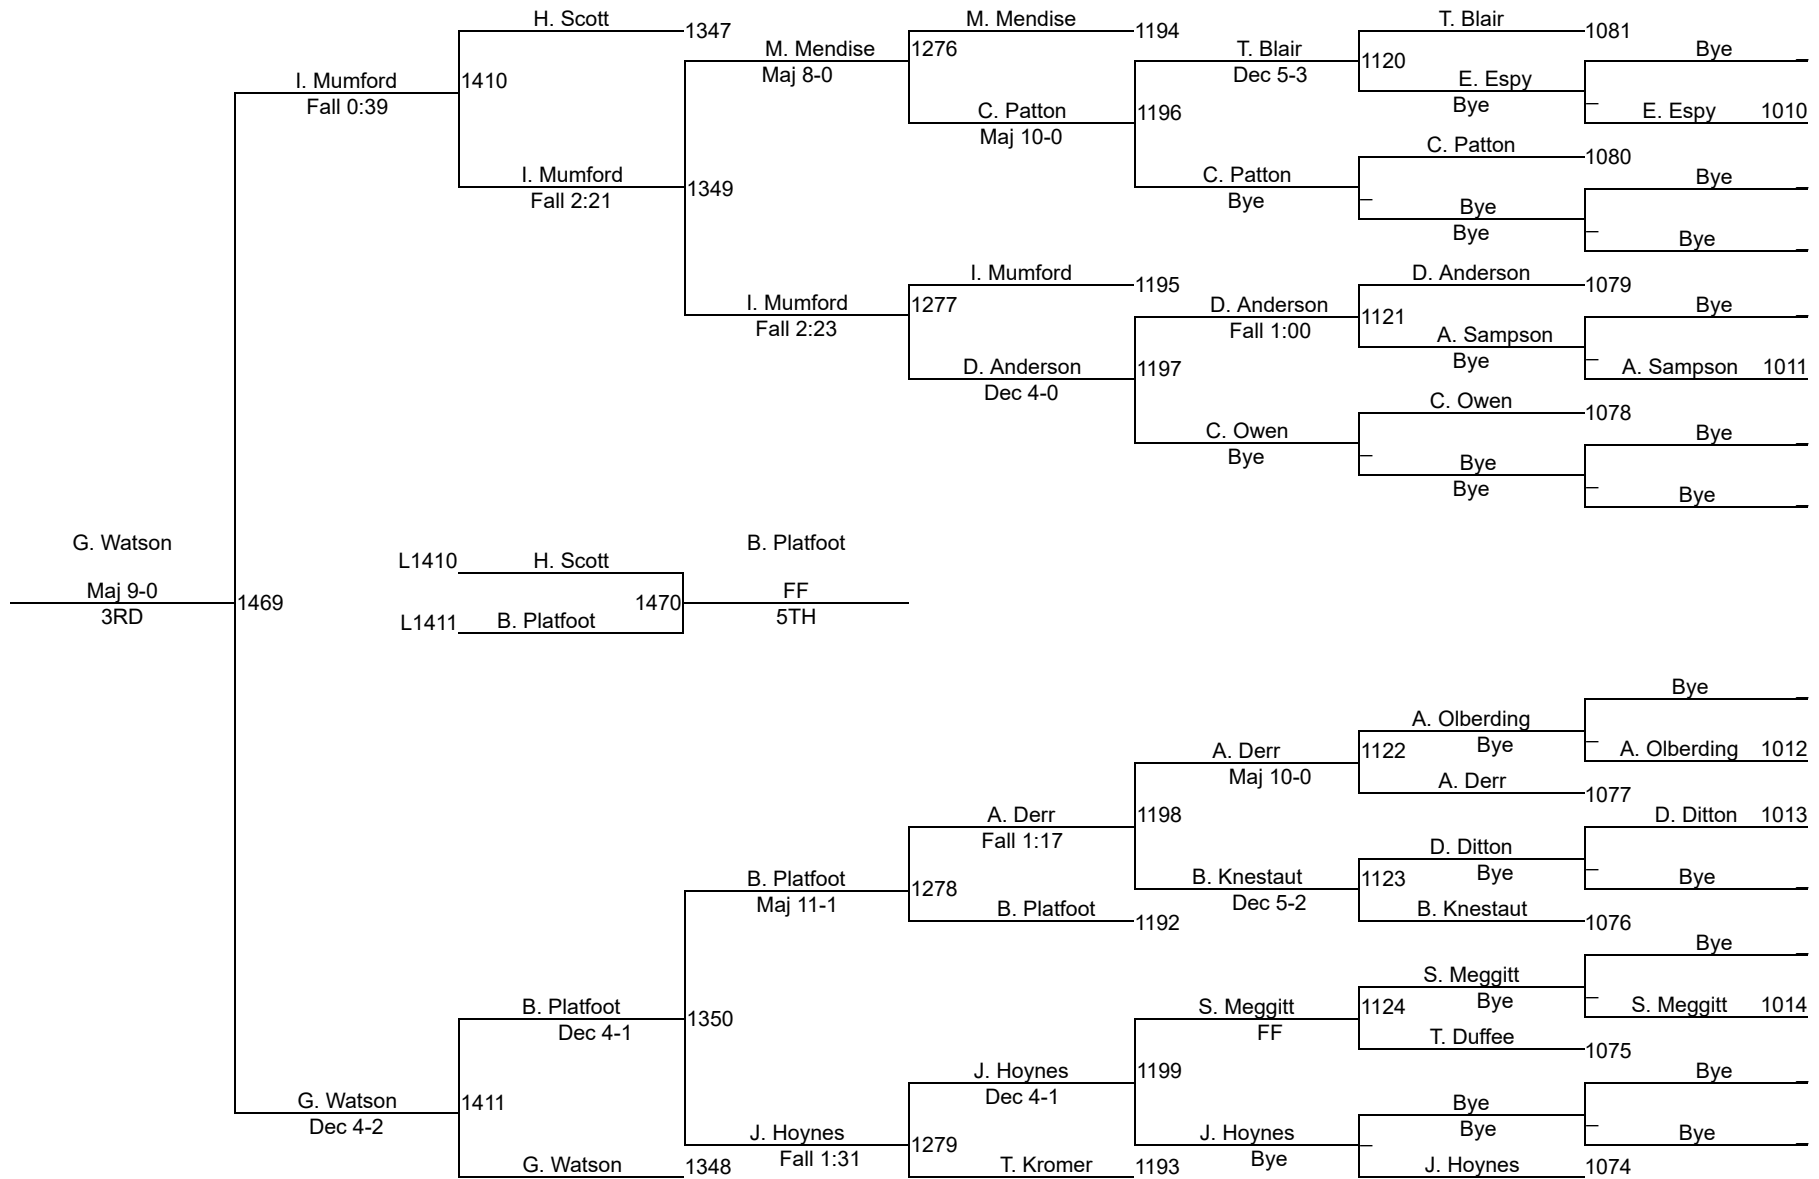 H. Scott
1347
M. Mendise
1194
T. Blair
1081
Bye
M. Mendise
Maj 8-0
1276
T. Blair
Dec 5-3
1120
E. Espy
Bye
E. Espy 1010
I. Mumford
Fall 0:39
1410
C. Patton
Maj 10-0
1196
C. Patton
1080
Bye
I. Mumford
Fall 2:21
1349
C. Patton
Bye
Bye
Bye
Bye
I. Mumford
1195
D. Anderson
1079
Bye
I. Mumford
Fall 2:23
1277
D. Anderson
Fall 1:00
1121
A. Sampson
Bye
A. Sampson 1011
D. Anderson
Dec 4-0
1197
C. Owen
1078
Bye
C. Owen
Bye
Bye
Bye
Bye
G. Watson
Maj 9-0
3RD
1469
L1410
H. Scott
L1411
B. Platfoot
1470
B. Platfoot
FF
5TH
Bye
A. Olberding
Bye
A. Olberding 1012
A. Derr
Maj 10-0
1122
A. Derr
1077
A. Derr
Fall 1:17
1198
D. Ditton 1013
D. Ditton
Bye
Bye
B. Platfoot
Maj 11-1
1278
B. Knestaut
Dec 5-2
1123
B. Platfoot
1192
B. Knestaut
1076
Bye
B. Platfoot
Dec 4-1
1350
S. Meggitt
FF
1124
S. Meggitt
Bye
S. Meggitt 1014
T. Duffee
1075
J. Hoynes
Dec 4-1
1199
Bye
G. Watson
Dec 4-2
1411
Bye
Bye
Bye
J. Hoynes
Fall 1:31
1279
J. Hoynes
Bye
G. Watson
1348
T. Kromer
1193
J. Hoynes
1074